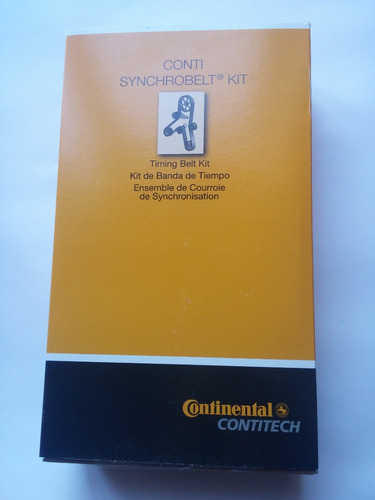 CONTI
SYNCHROBELT® KIT
Timing Belt Kit
Kit de Banda de Tiempo
Ensemble de Courroie
de Synchronisation
Continental
CONTITECH